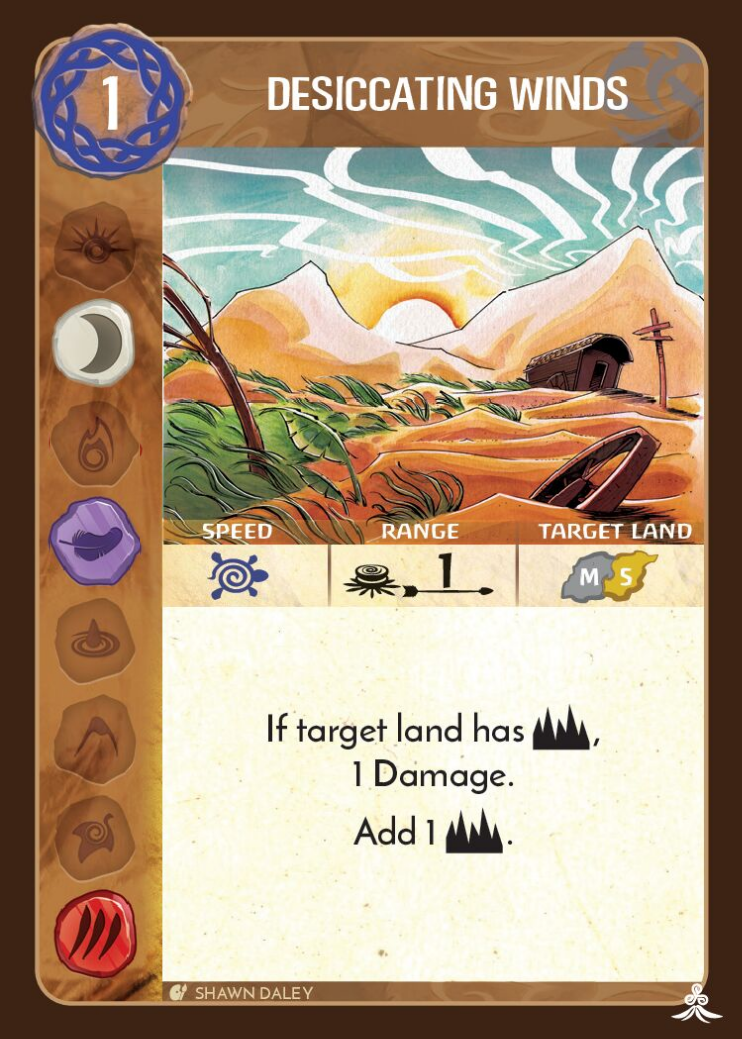 1
DESICCATING WINDS
SPEED RANGE TARGET LAND
1 M S
If target land has ,
1 Damage.
Add 1 .
SHAWN DALEY